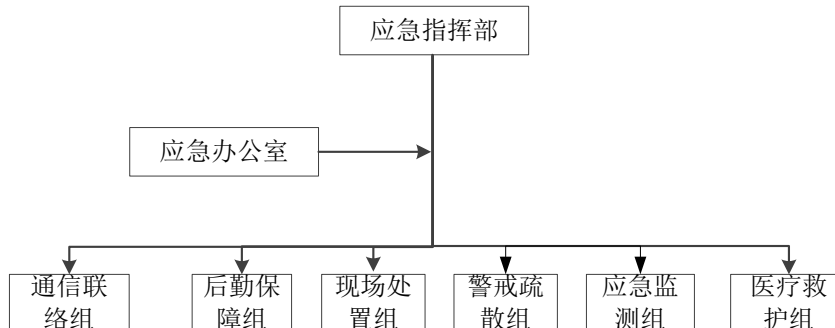 应急指挥部
应急办公室
通信联
络组
后勤保
障组
现场处
置组
警戒疏
散组
应急监
测组
医疗救
护组